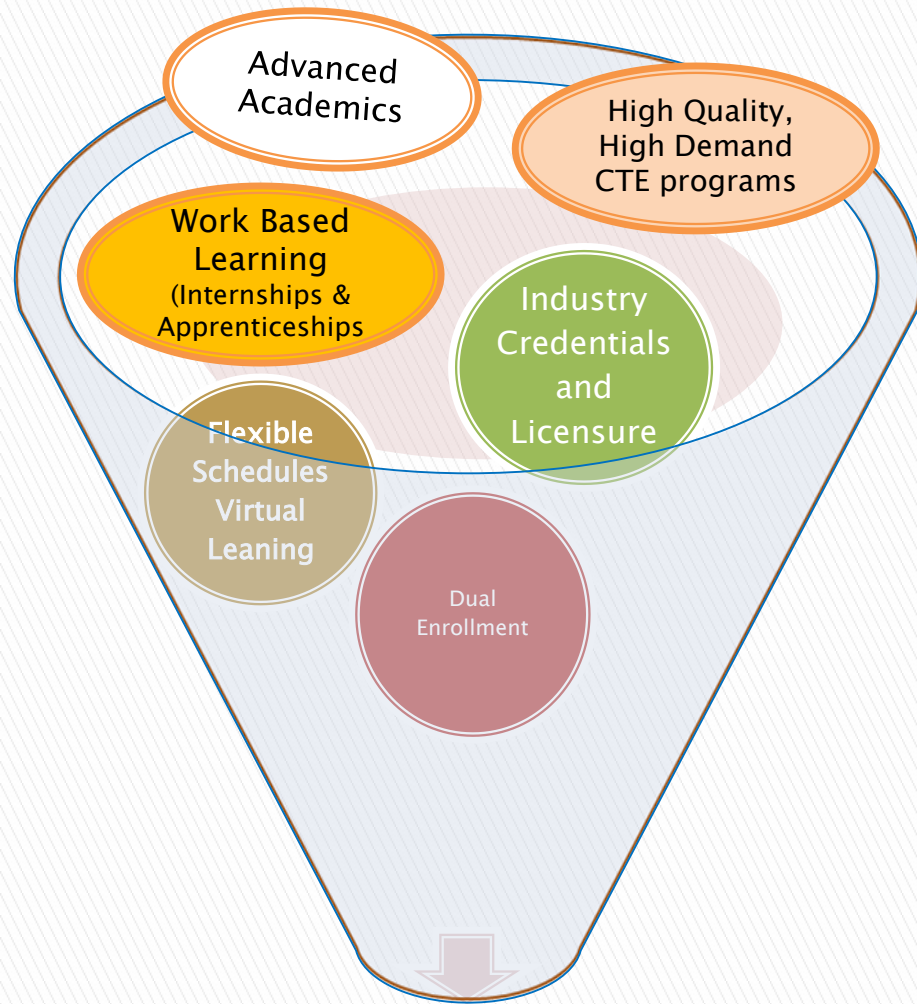 Advanced
Academics
High Quality,
High Demand
CTE programs
Work Based
Learning
(Internships &
Apprenticeships
Industry
Credentials
and
Licensure
Flexible
Schedules
Virtual
Leaning
Dual
Enrollment